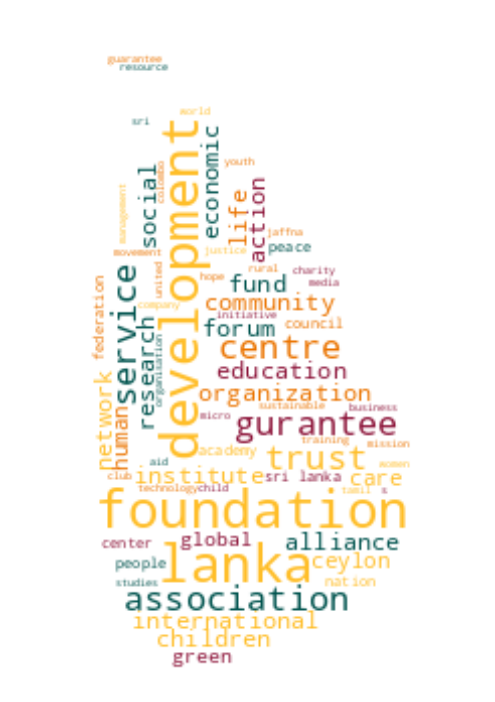 guarantee
resource
world
sri
development
economic
youth
social
colombo
life
action
management
jaffna
peace
movement
justice
united
rural
charity
hope
fund
media
federation
service
company
community
initiative
research
forum
council
organisation
centre
education
network
organization
human
sustainable
business
micro
gurantee
training
mission
academy
trust
aid
women
club
institute
sri lanka
care
technology
child
tamil
s
foundation
center
global
alliance
people
lanka
ceylon
studies
nation
association
international
children
green